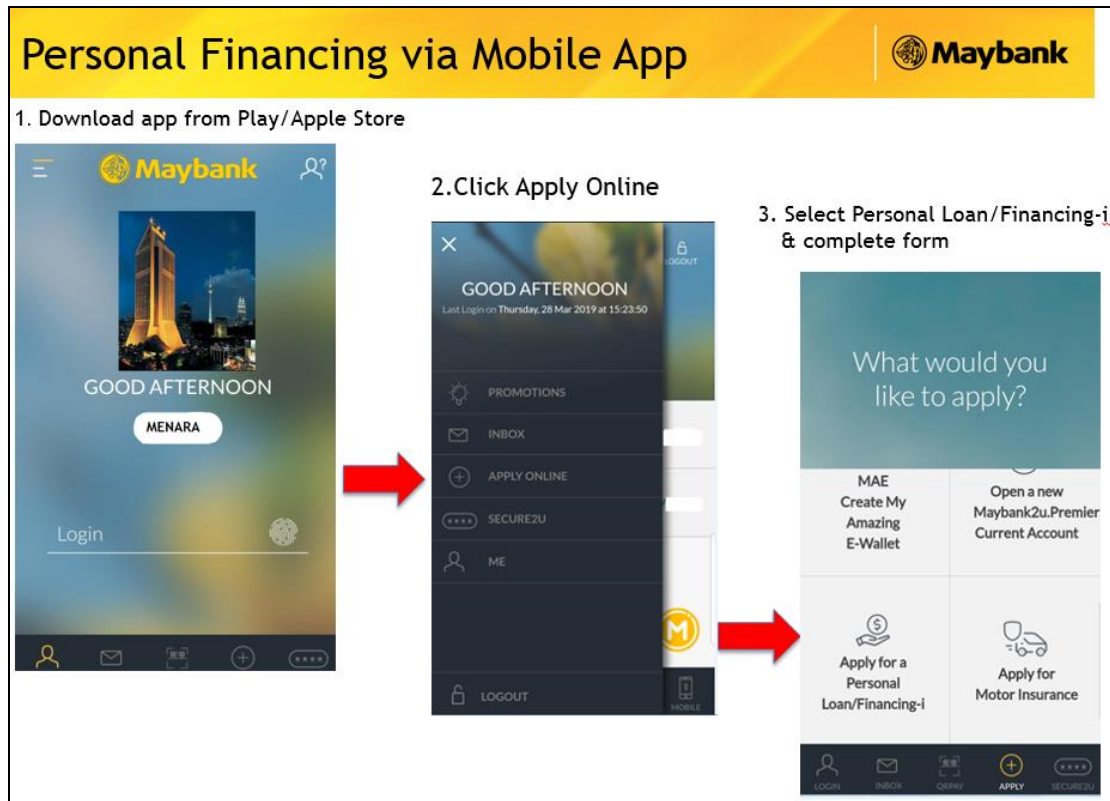 Personal Financing via Mobile App
Maybank
1. Download app from Play/Apple Store
Maybank
GOOD AFTERNOON
MENARA
Login
2.Click Apply Online
LOGOUT
GOOD AFTERNOON
Last Login on Thursday, 28 Mar 2019 at 15:23:50
PROMOTIONS
INBOX
APPLY ONLINE
SECURE2U
ME
LOGOUT
MOBILE
3. Select Personal Loan/Financing-i
& complete form
What would you
like to apply?
MAE
Create My
Amazing
E-Wallet
Open a new
Maybank2u.Premier
Current Account
Apply for a
Personal
Loan/Financing-i
Apply for
Motor Insurance
LOGIN INBOX QRPAY APPLY SECURE2U